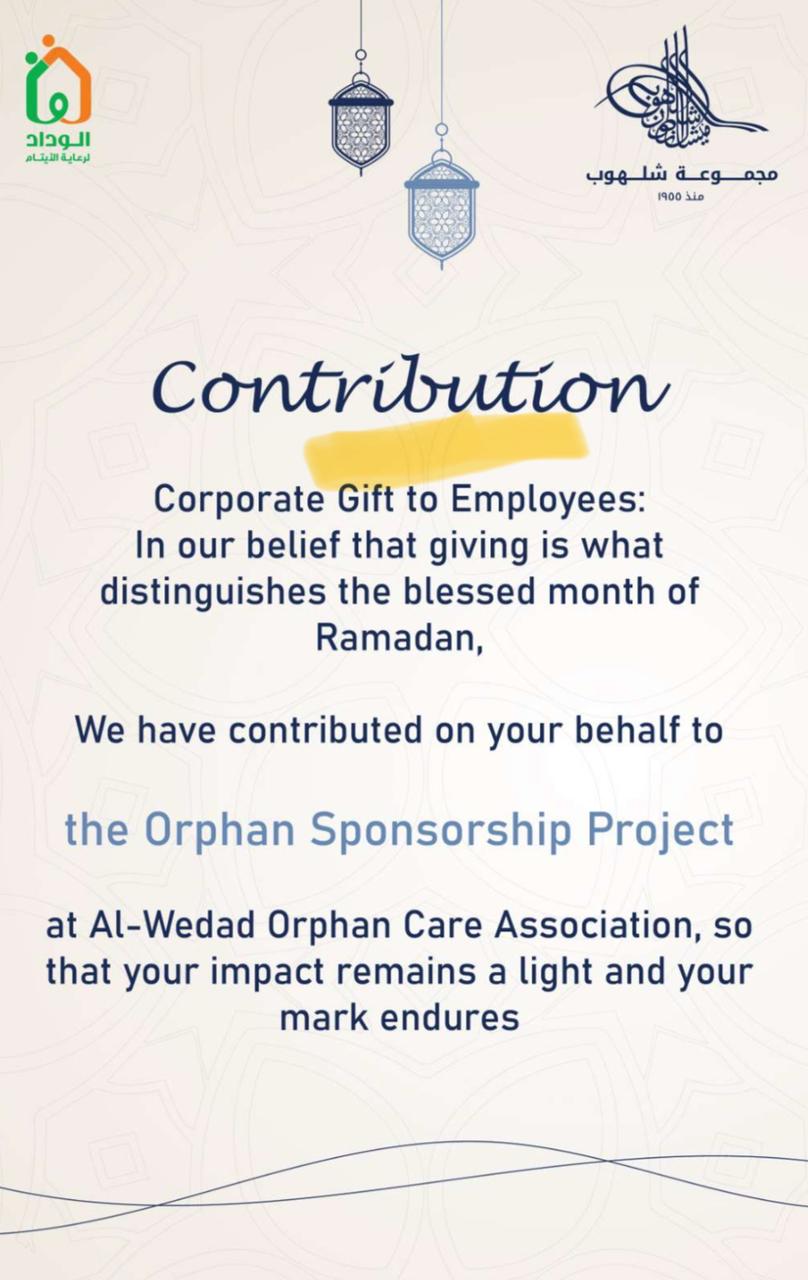 الوداد
لرعاية الأيتام
مجموعة شلهوب
منذ ١٩٥٥
Contribution
Corporate Gift to Employees:
In our belief that giving is what
distinguishes the blessed month of
Ramadan,
We have contributed on your behalf to
the Orphan Sponsorship Project
at Al-Wedad Orphan Care Association, so
that your impact remains a light and your
mark endures